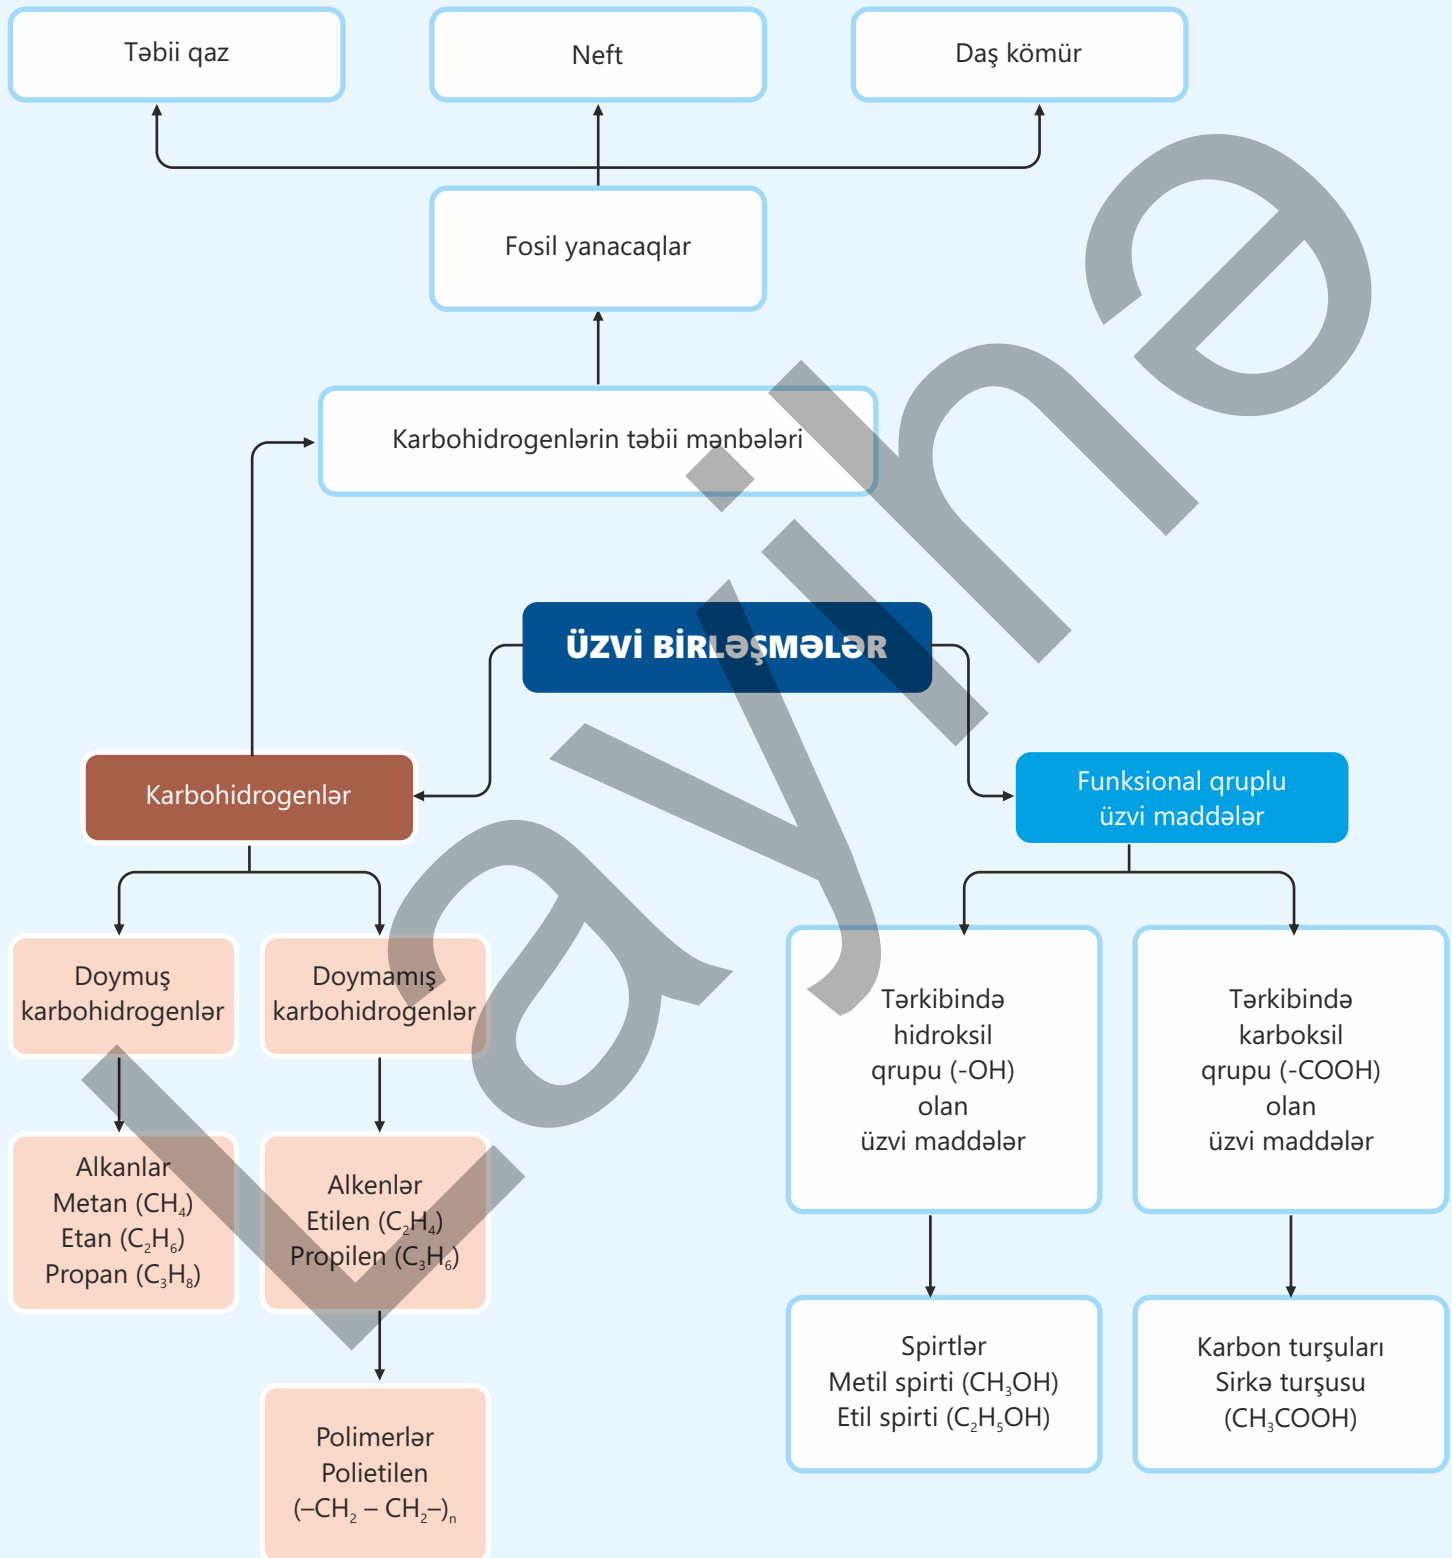 Təbii qaz
Neft
Daş kömür
Fosil yanacaqlar
Karbohidrogenlərin təbii mənbələri
ÜZVİ BİRLƏŞMƏLƏR
Karbohidrogenlər
Funksional qruplu
üzvi maddələr
Doymuş
karbohidrogenlər
Doymamış
karbohidrogenlər
Tərkibində
hidroksil
qrupu (-OH)
olan
üzvi maddələr
Tərkibində
karboksil
qrupu (-COOH)
olan
üzvi maddələr
Alkanlar
Metan (CH₄)
Etan (C₂H₆)
Propan (C₃H₈)
Alkenlər
Etilen (C₂H₄)
Propilen (C₃H₆)
Spirtlər
Metil spirti (CH₃OH)
Etil spirti (C₂H₅OH)
Karbon turşuları
Sirkə turşusu
(CH₃COOH)
Polimerlər
Polietilen
(–CH₂ – CH₂–)ₙ
Layihə